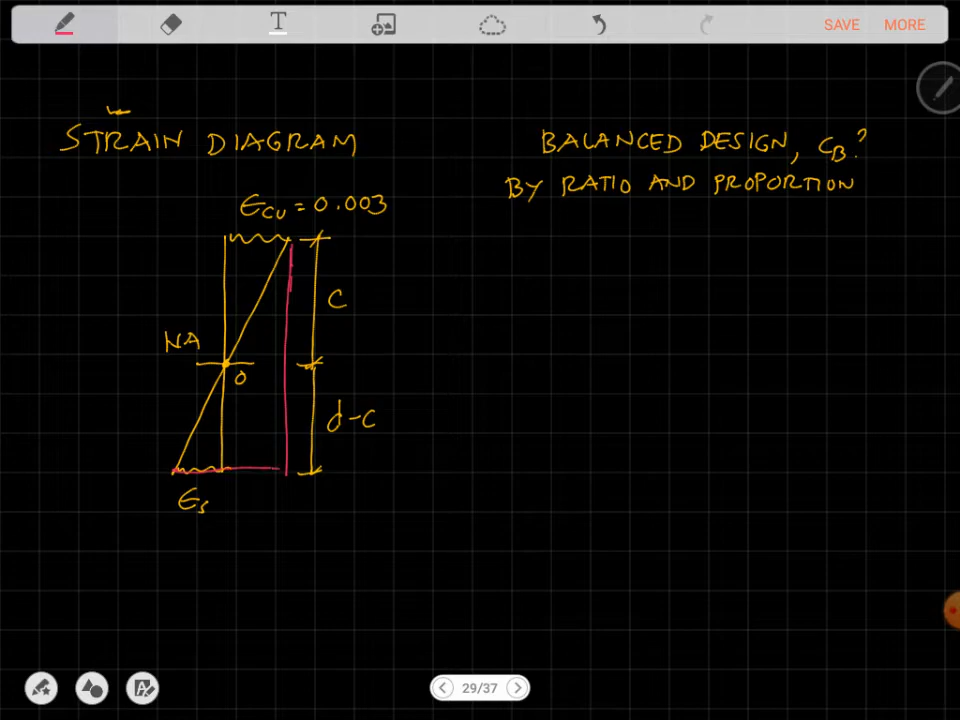 SAVE MORE
STRAIN DIAGRAM
ϵcu = 0.003
C
NA
0
d-c
ϵs
BALANCED DESIGN, CB?
BY RATIO AND PROPORTION
29/37